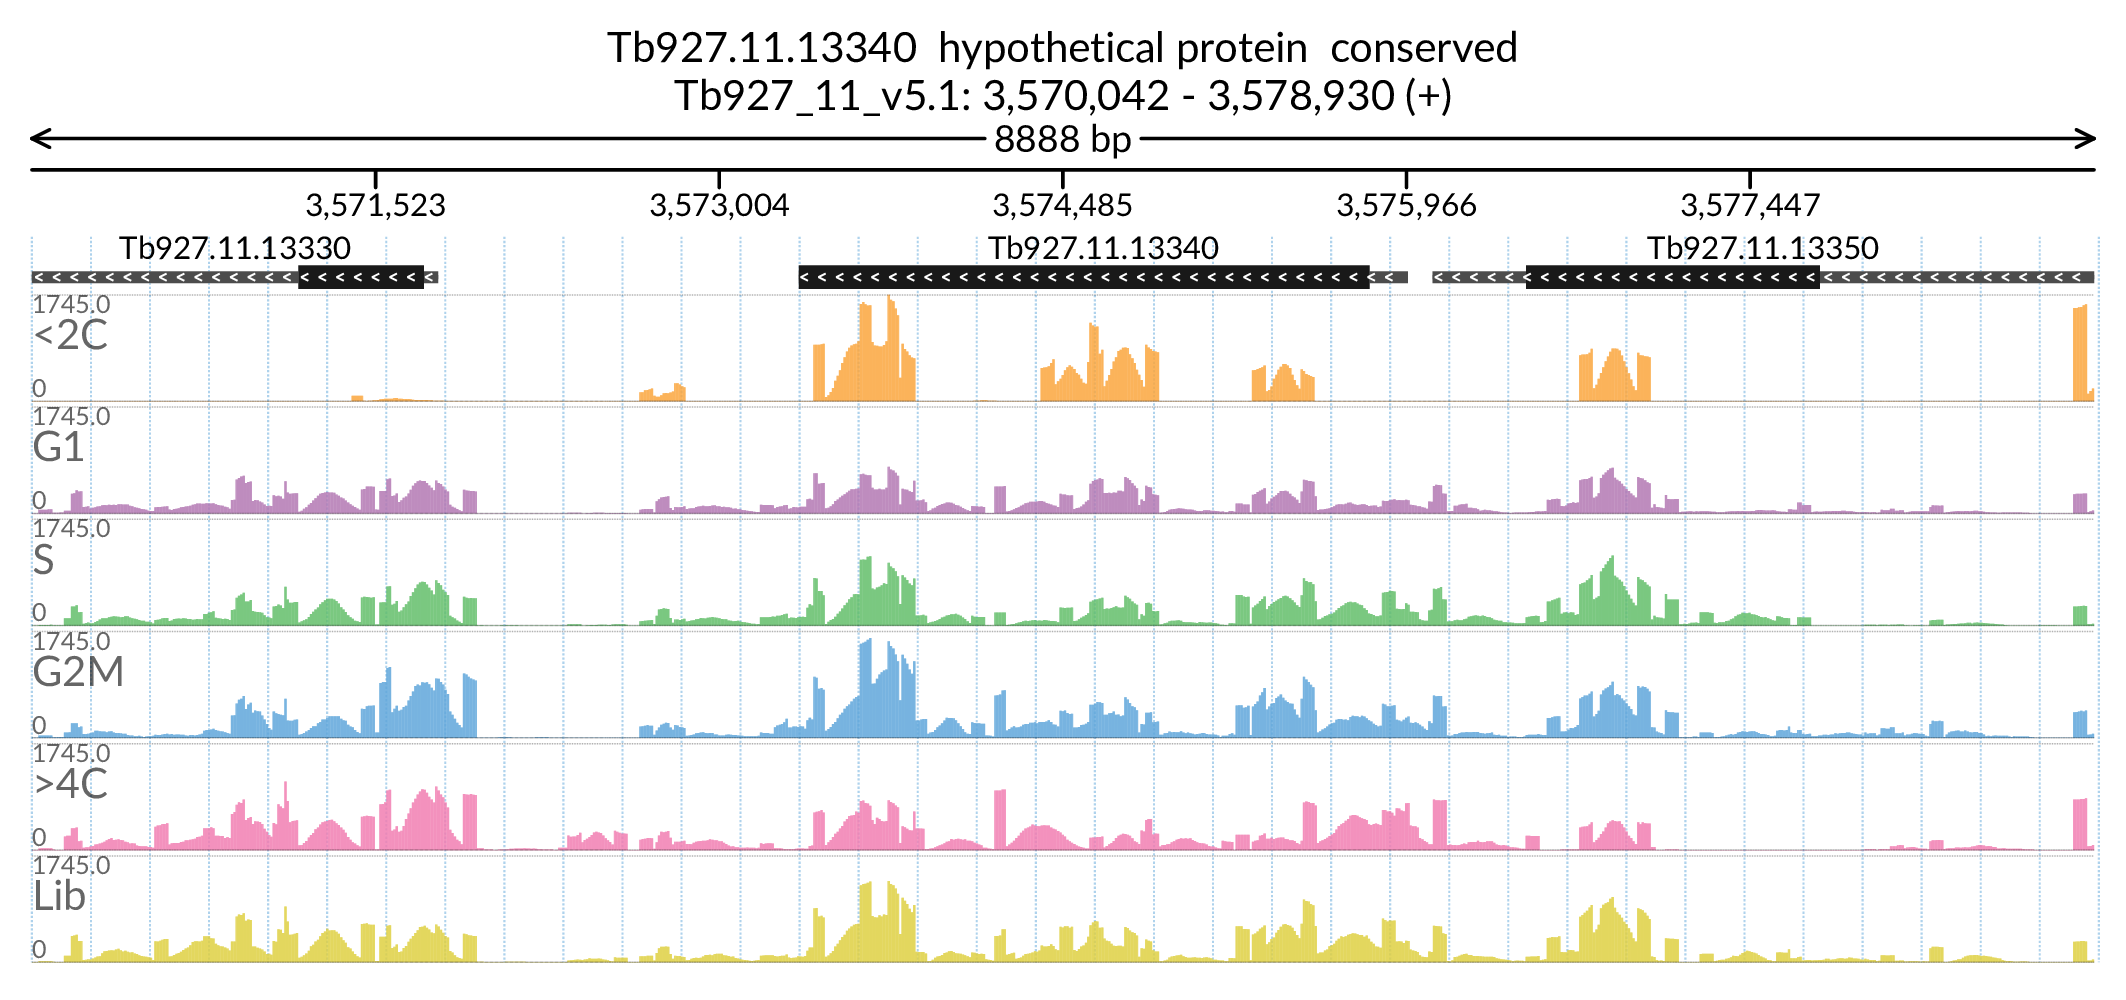 Tb927.11.13340  hypothetical protein  conserved
Tb927_11_v5.1: 3,570,042 - 3,578,930 (+)
8888 bp
3,571,523 3,573,004 3,574,485 3,575,966 3,577,447
Tb927.11.13330 Tb927.11.13340 Tb927.11.13350
1745.0
<2C
0
1745.0
G1
0
1745.0
S
0
1745.0
G2M
0
1745.0
>4C
0
1745.0
Lib
0